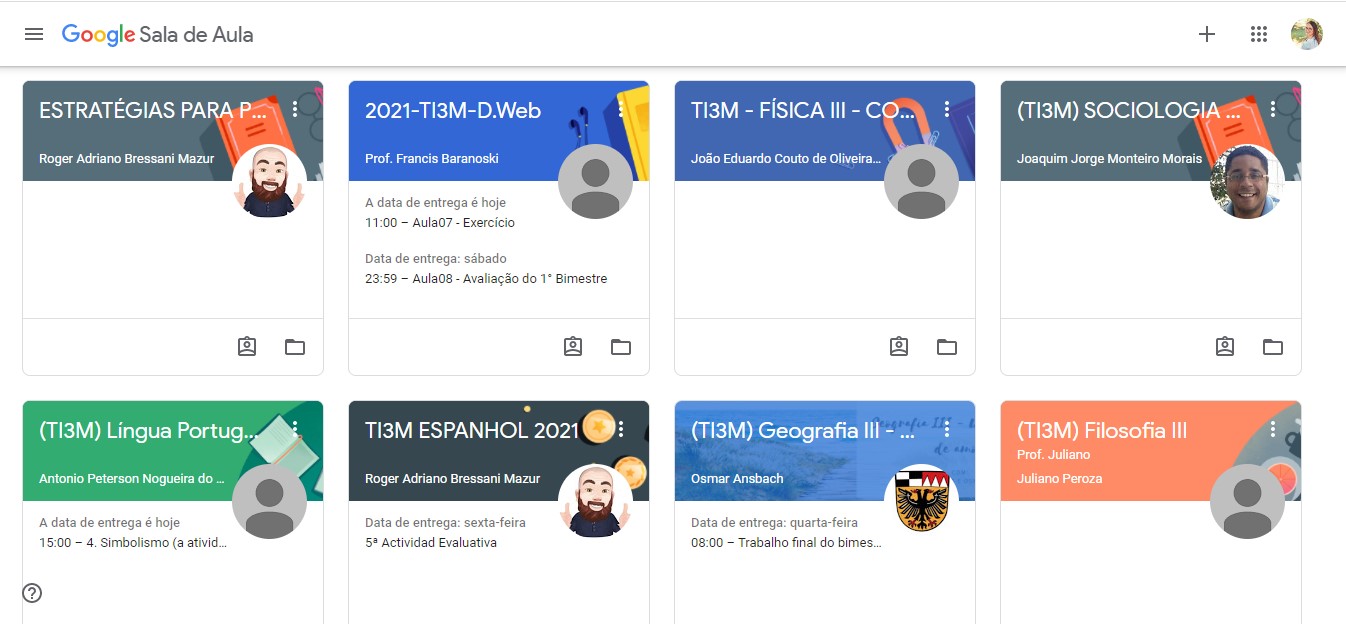 Google Sala de Aula
ESTRATÉGIAS PARA P...
Roger Adriano Bressani Mazur
2021-TI3M-D.Web
Prof. Francis Baranoski
A data de entrega é hoje
11:00 – Aula07 - Exercício
Data de entrega: sábado
23:59 – Aula08 - Avaliação do 1° Bimestre
TI3M - FÍSICA III - CO...
João Eduardo Couto de Oliveira...
(TI3M) SOCIOLOGIA ...
Joaquim Jorge Monteiro Morais
(TI3M) Língua Portug...
Antonio Peterson Nogueira do ...
A data de entrega é hoje
15:00 – 4. Simbolismo (a ativid...
TI3M ESPANHOL 2021
Roger Adriano Bressani Mazur
Data de entrega: sexta-feira
5ª Actividad Evaluativa
(TI3M) Geografia III - ...
Osmar Ansbach
Data de entrega: quarta-feira
08:00 – Trabalho final do bimes...
(TI3M) Filosofia III
Prof. Juliano
Juliano Peroza